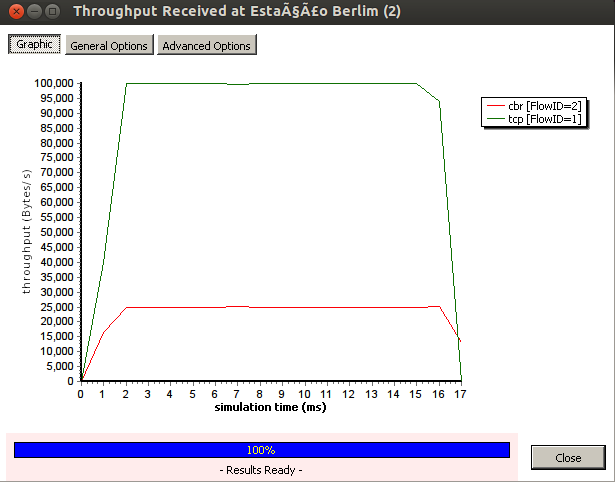 Throughput Received at EstaÃ§Ã£o Berlim (2)
Graphic General Options Advanced Options
throughput (Bytes/s)
100,000
95,000
90,000
85,000
80,000
75,000
70,000
65,000
60,000
55,000
50,000
45,000
40,000
35,000
30,000
25,000
20,000
15,000
10,000
5,000
0
cbr [FlowID=2]
tcp [FlowID=1]
0 1 2 3 4 5 6 7 8 9 10 11 12 13 14 15 16 17
simulation time (ms)
100%
- Results Ready -
Close